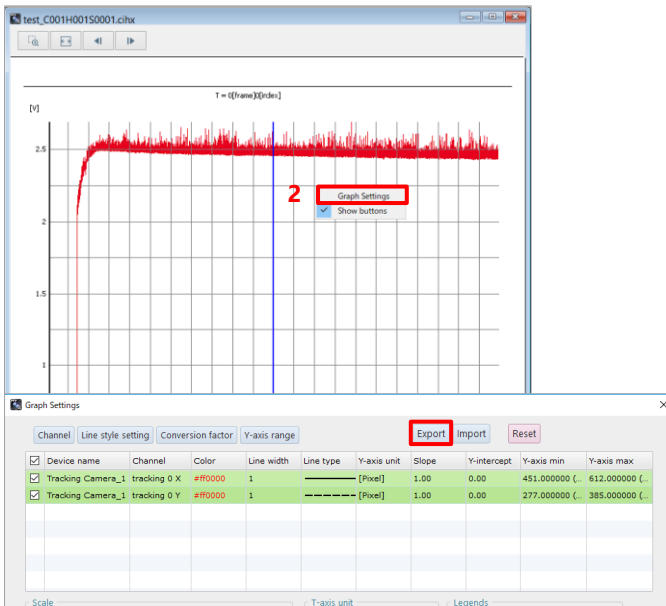 test_C001H001S0001.cihx
T = 0[frame]0[index]
[V]
2.5
2
1.5
1
2
Graph Settings
Show buttons
Graph Settings
Channel Line style setting Conversion factor Y-axis range Export Import Reset
Device name Channel Color Line width Line type Y-axis unit Slope Y-intercept Y-axis min Y-axis max
Tracking Camera_1 tracking 0 X #ff0000 1 [Pixel] 1.00 0.00 451.000000 (... 612.000000 (...
Tracking Camera_1 tracking 0 Y #ff0000 1 [Pixel] 1.00 0.00 277.000000 (... 385.000000 (...
Scale T-axis unit Legends